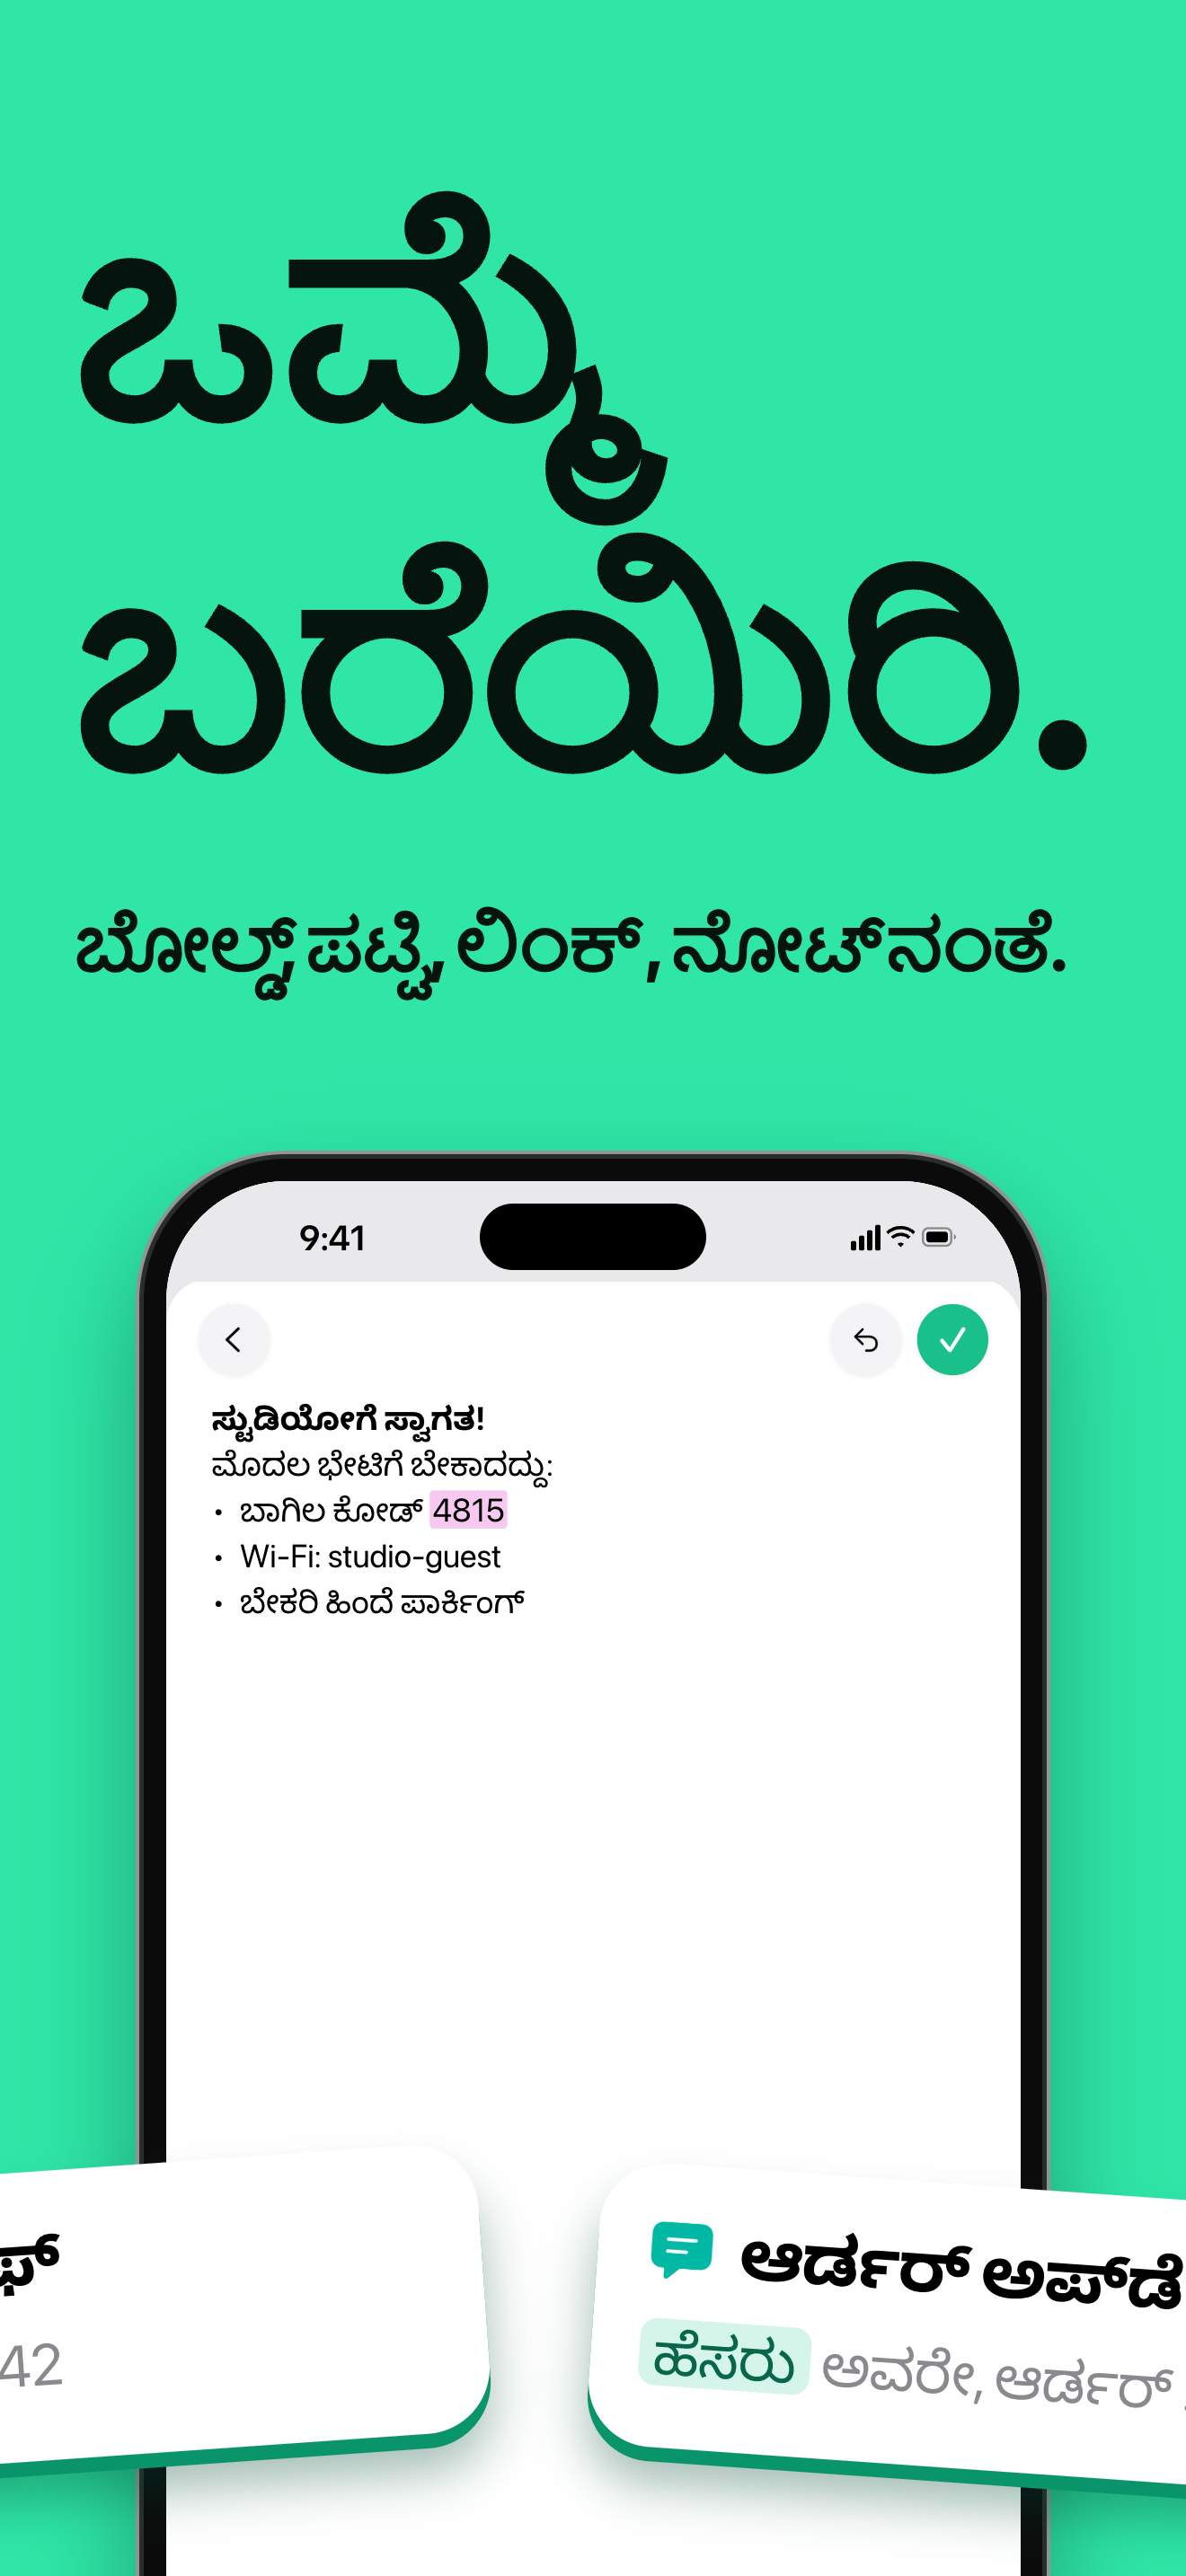 ಒಮ್ಮೆ
ಬರೆಯಿರಿ.
ಬೋಲ್ಡ್, ಪಟ್ಟಿ, ಲಿಂಕ್, ನೋಟ್‌ನಂತೆ.
9:41
ಸ್ಟುಡಿಯೋಗೆ ಸ್ವಾಗತ!
ಮೊದಲ ಭೇಟಿಗೆ ಬೇಕಾದದ್ದು:
• ಬಾಗಿಲ ಕೋಡ್ 4815
• Wi-Fi: studio-guest
• ಬೇಕರಿ ಹಿಂದೆ ಪಾರ್ಕಿಂಗ್
42
ಆರ್ಡರ್ ಅಪ್‌ಡೆ
ಹೆಸರು ಅವರೇ, ಆರ್ಡರ್